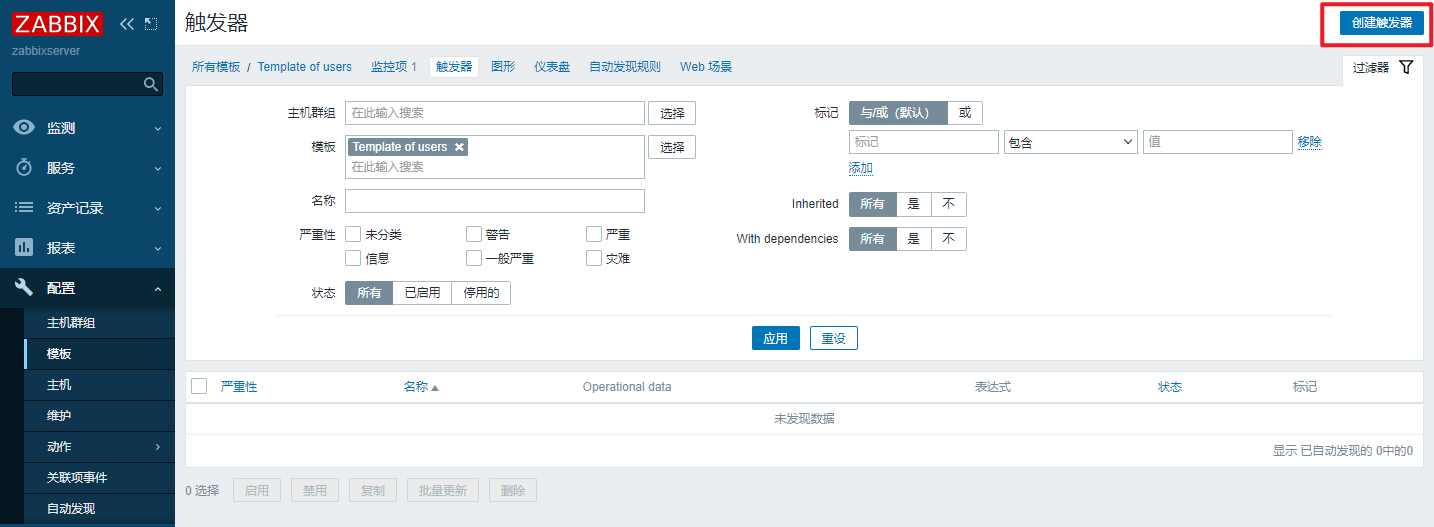 ZABBIX
zabbixserver
监测
服务
资产记录
报表
配置
主机群组
模板
主机
维护
动作
关联项事件
自动发现
触发器
创建触发器
所有模板 / Template of users 监控项 1 触发器 图形 仪表盘 自动发现规则 Web 场景
过滤器
主机群组 在此输入搜索 选择
模板 Template of users 选择
在此输入搜索
名称
严重性 未分类 警告 严重
信息 一般严重 灾难
状态 所有 已启用 停用的
标记 与/或（默认） 或
标记 包含 值 移除
添加
Inherited 所有 是 不
With dependencies 所有 是 不
应用 重设
严重性 名称 Operational data 表达式 状态 标记
未发现数据
显示 已自动发现的 0中的0
0 选择 启用 禁用 复制 批量更新 删除